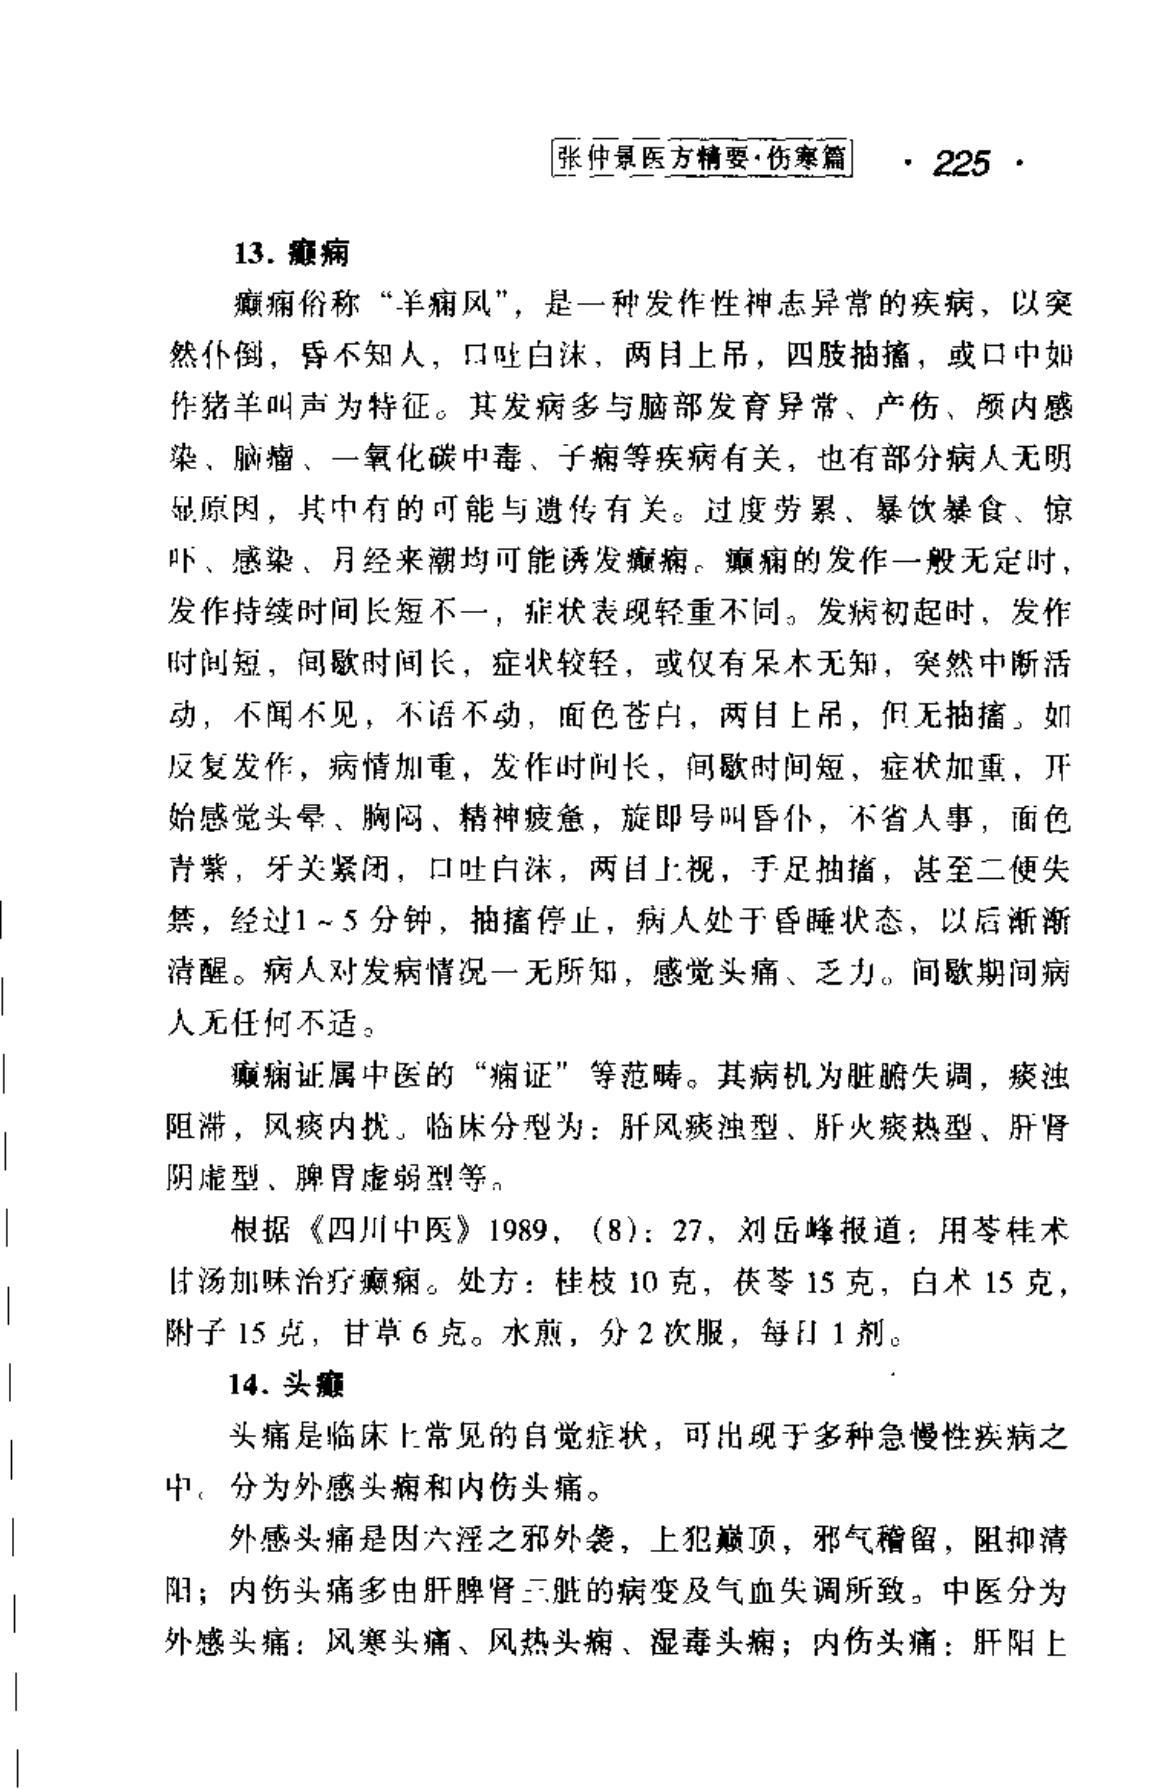 张仲景医方精要·伤寒篇 · 225 ·
13. 癫痫
癫痫俗称“羊痫风”，是一种发作性神志异常的疾病，以突
然仆倒，昏不知人，口吐白沫，两目上吊，四肢抽搐，或口中如
作猪羊叫声为特征。其发病多与脑部发育异常、产伤、颅内感
染、脑瘤、一氧化碳中毒、子痫等疾病有关，也有部分病人无明
显原因，其中有的可能与遗传有关。过度劳累、暴饮暴食、惊
吓、感染、月经来潮均可能诱发癫痫。癫痫的发作一般无定时，
发作持续时间长短不一，症状表现轻重不同。发病初起时，发作
时间短，间歇时间长，症状较轻，或仅有呆木无知，突然中断活
动，不闻不见，不语不动，面色苍白，两目上吊，但无抽搐。如
反复发作，病情加重，发作时间长，间歇时间短，症状加重，开
始感觉头晕、胸闷、精神疲惫，旋即号叫昏仆，不省人事，面色
青紫，牙关紧闭，口吐白沫，两目上视，手足抽搐，甚至二便失
禁，经过1～5分钟，抽搐停止，病人处于昏睡状态，以后渐渐
清醒。病人对发病情况一无所知，感觉头痛、乏力。间歇期间病
人无任何不适。
癫痫证属中医的“痫证”等范畴。其病机为脏腑失调，痰浊
阻滞，风痰内扰。临床分型为：肝风痰浊型、肝火痰热型、肝肾
阴虚型、脾胃虚弱型等。
根据《四川中医》1989，（8）：27，刘岳峰报道：用苓桂术
甘汤加味治疗癫痫。处方：桂枝10克，茯苓15克，白术15克，
附子15克，甘草6克。水煎，分2次服，每日1剂。
14. 头癫
头痛是临床上常见的自觉症状，可出现于多种急慢性疾病之
中。分为外感头痫和内伤头痛。
外感头痛是因六淫之邪外袭，上犯巅顶，邪气稽留，阻抑清
阳；内伤头痛多由肝脾肾三脏的病变及气血失调所致。中医分为
外感头痛：风寒头痛、风热头痫、湿毒头痫；内伤头痛：肝阳上